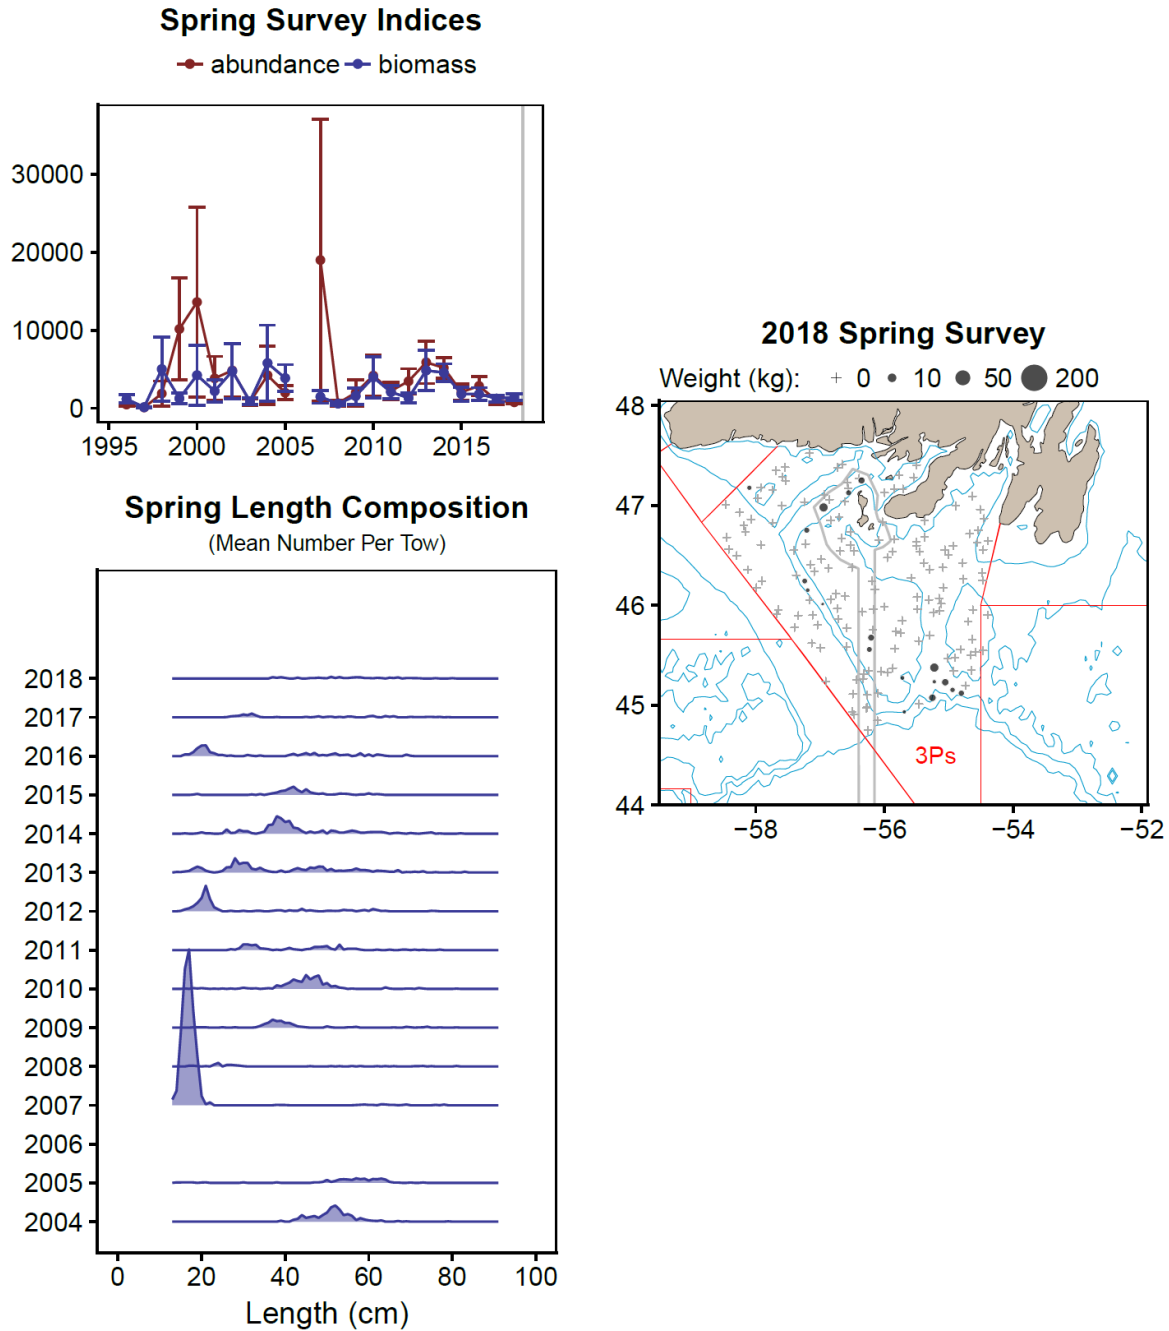 Spring Survey Indices
abundance biomass
30000
20000
10000
0
1995 2000 2005 2010 2015
Spring Length Composition
(Mean Number Per Tow)
2018
2017
2016
2015
2014
2013
2012
2011
2010
2009
2008
2007
2006
2005
2004
0 20 40 60 80 100
Length (cm)
2018 Spring Survey
Weight (kg): 0 10 50 200
48
47
46
45
44
3Ps
−58 −56 −54 −52